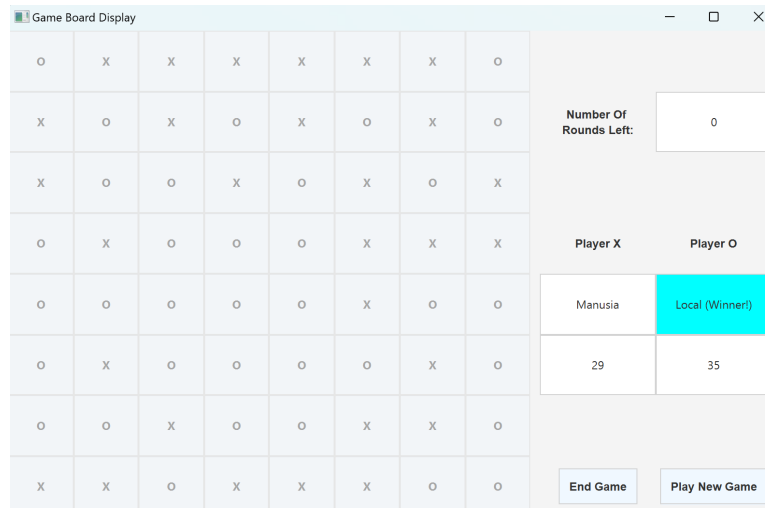 Game Board Display
O X X X X X X O
X O X O X O X O
Number Of
Rounds Left:
0
X O O X O X O X
O X O O O X X X
Player X
Player O
O O O O O X O O
Manusia
Local (Winner!)
O X O O O O X O
29
35
O O X O O X X O
X X O X X X O O
End Game
Play New Game